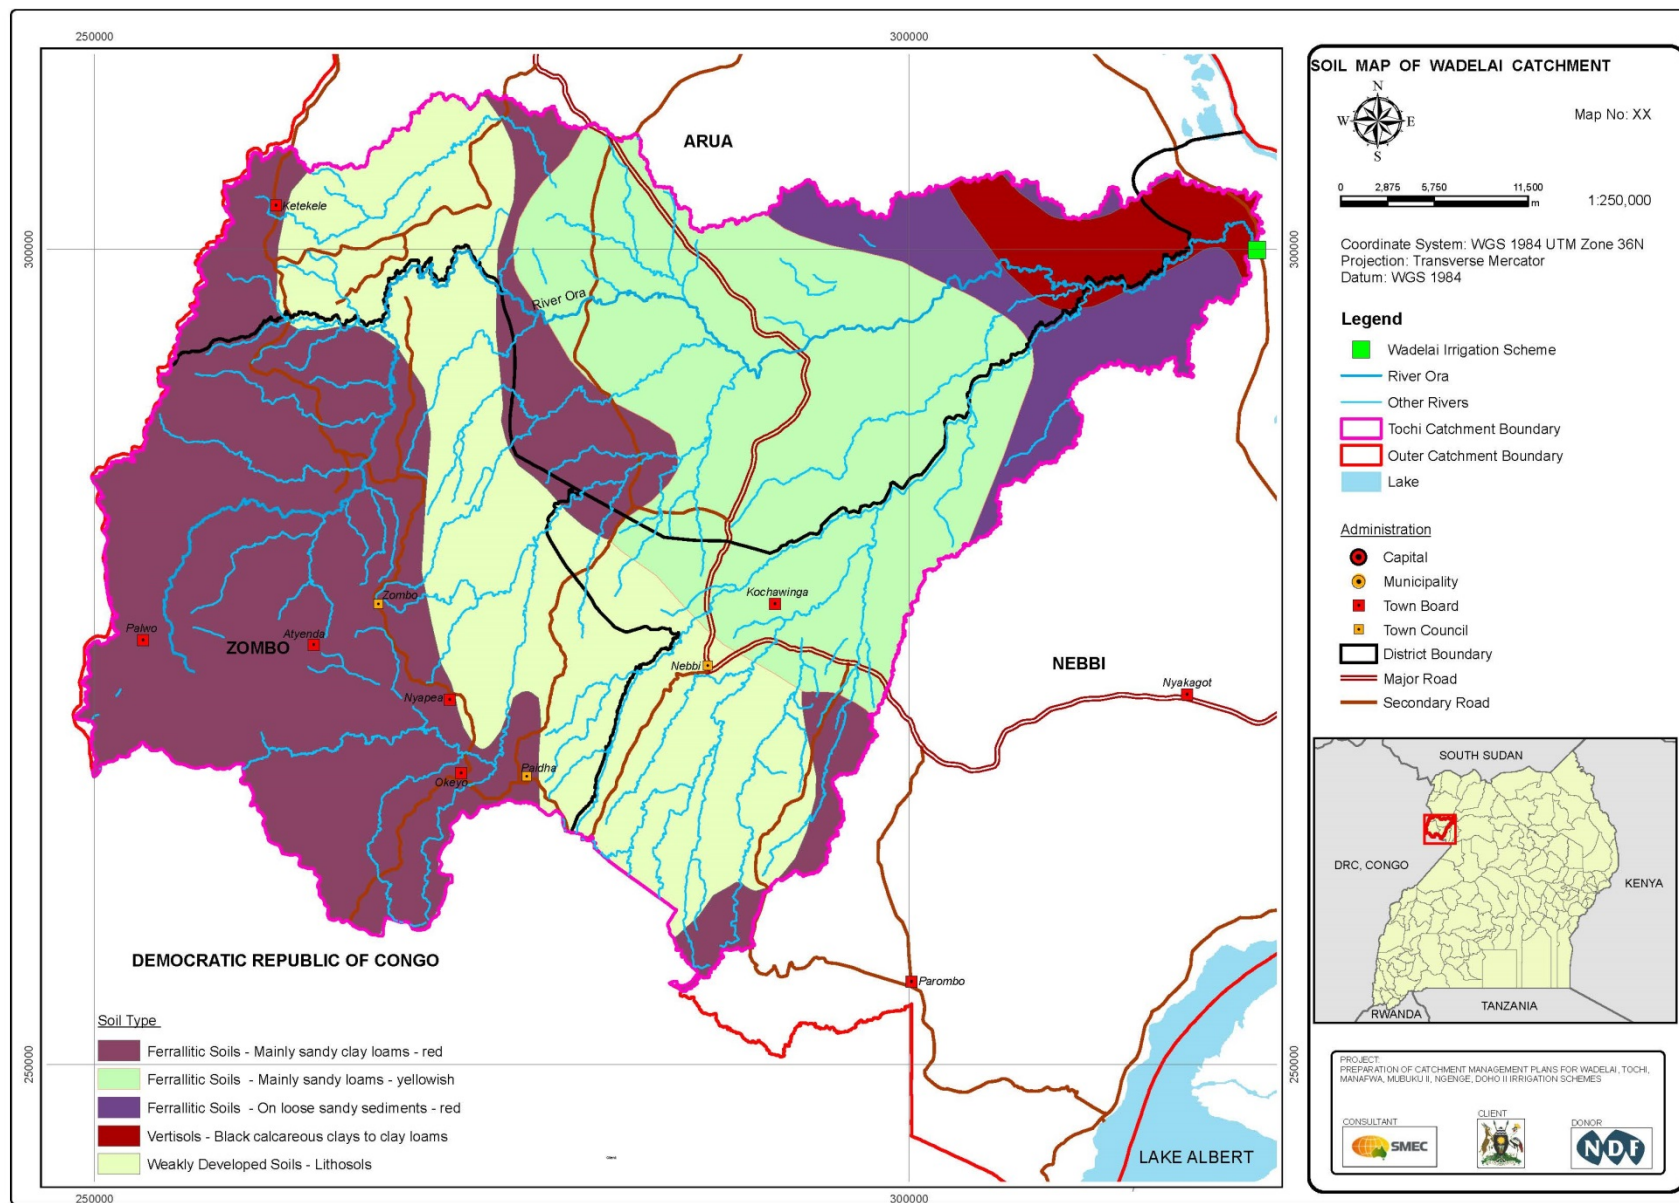 250000
300000
300000
300000
250000
250000
250000
300000
ARUA
Ketekele
River Ora
Zombo
Palwo
Atyenda
ZOMBO
Kochawinga
Nebbi
NEBBI
Nyapea
Nyakagot
Okeyo
Paidha
Parombo
DEMOCRATIC REPUBLIC OF CONGO
LAKE ALBERT
Soil Type
Ferrallitic Soils - Mainly sandy clay loams - red
Ferrallitic Soils - Mainly sandy loams - yellowish
Ferrallitic Soils - On loose sandy sediments - red
Vertisols - Black calcareous clays to clay loams
Weakly Developed Soils - Lithosols
SOIL MAP OF WADELAI CATCHMENT
N
W E
S
Map No: XX
0 2,875 5,750 11,500
m
1:250,000
Coordinate System: WGS 1984 UTM Zone 36N
Projection: Transverse Mercator
Datum: WGS 1984
Legend
Wadelai Irrigation Scheme
River Ora
Other Rivers
Tochi Catchment Boundary
Outer Catchment Boundary
Lake
Administration
Capital
Municipality
Town Board
Town Council
District Boundary
Major Road
Secondary Road
SOUTH SUDAN
DRC, CONGO
KENYA
TANZANIA
RWANDA
PROJECT:
PREPARATION OF CATCHMENT MANAGEMENT PLANS FOR WADELAI, TOCHI,
MANAFWA, MUBUKU II, NGENGE, DOHO II IRRIGATION SCHEMES
CONSULTANT
CLIENT
DONOR
SMEC
NDF